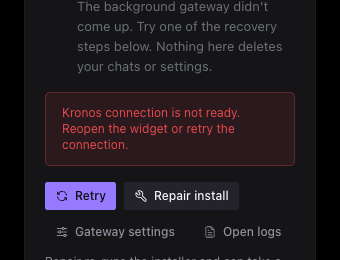 The background gateway didn't
come up. Try one of the recovery
steps below. Nothing here deletes
your chats or settings.
Kronos connection is not ready.
Reopen the widget or retry the
connection.
Retry Repair install
Gateway settings Open logs